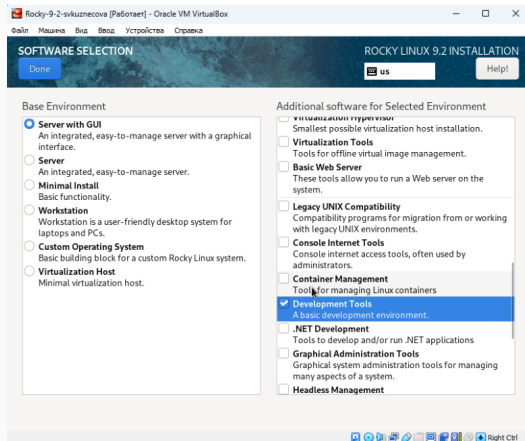 Rocky-9-2-svkuznecova [Работает] - Oracle VM VirtualBox
Файл Машина Вид Ввод Устройства Справка
SOFTWARE SELECTION
ROCKY LINUX 9.2 INSTALLATION
Done
us
Help!
Base Environment
Server with GUI
An integrated, easy-to-manage server with a graphical
interface.
Server
An integrated, easy-to-manage server.
Minimal Install
Basic functionality.
Workstation
Workstation is a user-friendly desktop system for
laptops and PCs.
Custom Operating System
Basic building block for a custom Rocky Linux system.
Virtualization Host
Minimal virtualization host.
Additional software for Selected Environment
Virtualization Hypervisor
Smallest possible virtualization host installation.
Virtualization Tools
Tools for offline virtual image management.
Basic Web Server
These tools allow you to run a Web server on the
system.
Legacy UNIX Compatibility
Compatibility programs for migration from or working
with legacy UNIX environments.
Console Internet Tools
Console internet access tools, often used by
administrators.
Container Management
Tools for managing Linux containers
Development Tools
A basic development environment.
.NET Development
Tools to develop and/or run .NET applications
Graphical Administration Tools
Graphical system administration tools for managing
many aspects of a system.
Headless Management
Right Ctrl